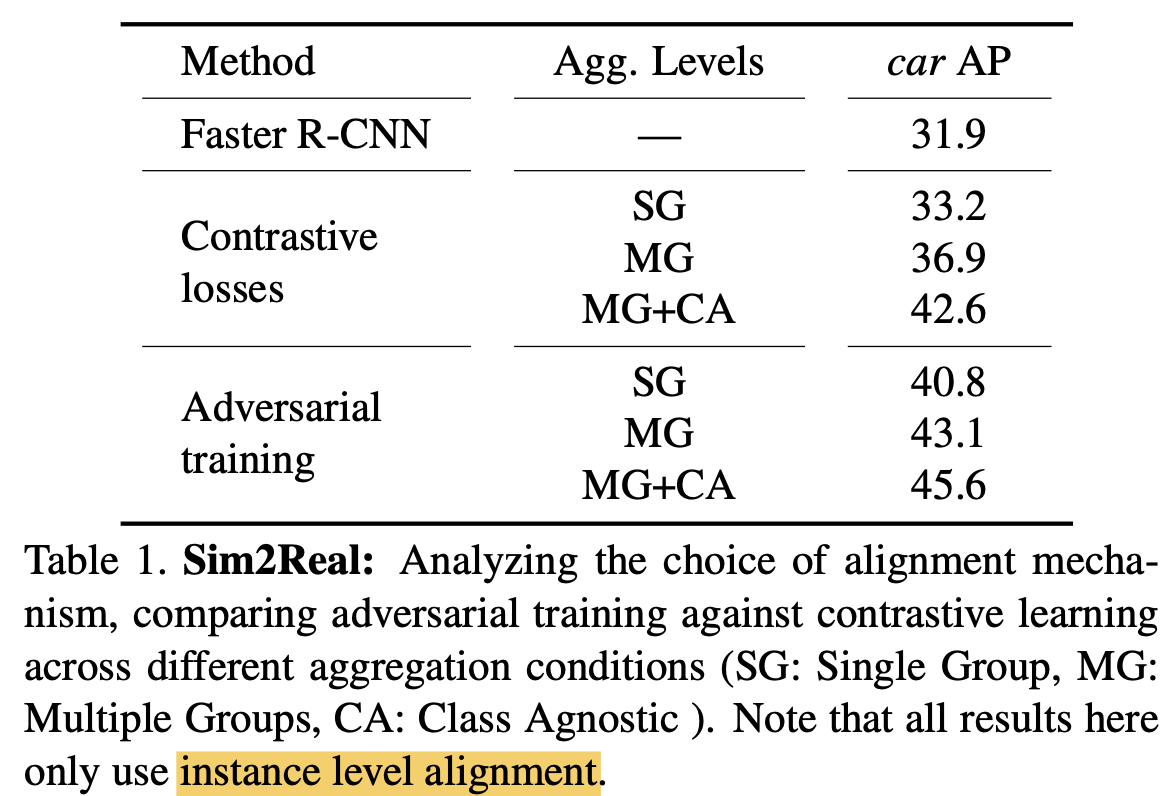 Method Agg. Levels car AP
Faster R-CNN — 31.9
Contrastive losses
SG 33.2
MG 36.9
MG+CA 42.6
Adversarial training
SG 40.8
MG 43.1
MG+CA 45.6
Table 1. Sim2Real: Analyzing the choice of alignment mecha-
nism, comparing adversarial training against contrastive learning
across different aggregation conditions (SG: Single Group, MG:
Multiple Groups, CA: Class Agnostic ). Note that all results here
only use instance level alignment.